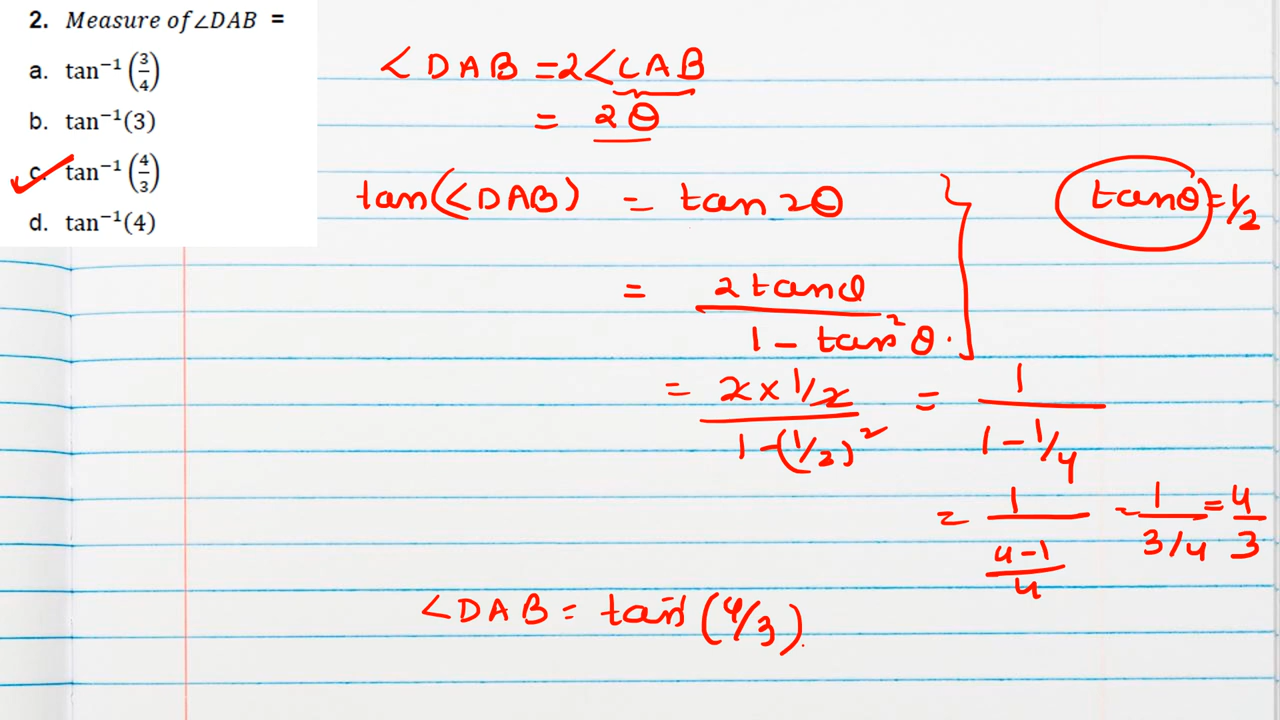 2. Measure of ∠DAB =
a. tan⁻¹(3/4)
b. tan⁻¹(3)
c. tan⁻¹(4/3)
d. tan⁻¹(4)
∠DAB = 2∠CAB
= 2θ
tan(∠DAB) = tan 2θ
tanθ = 1/2
= 2tanθ / 1 - tan²θ.
= 2 × 1/2 / 1-(1/2)² = 1 / 1 - 1/4
= 1 / (4-1 / 4) = 1 / 3/4 = 4/3
∠DAB = tan⁻¹(4/3).